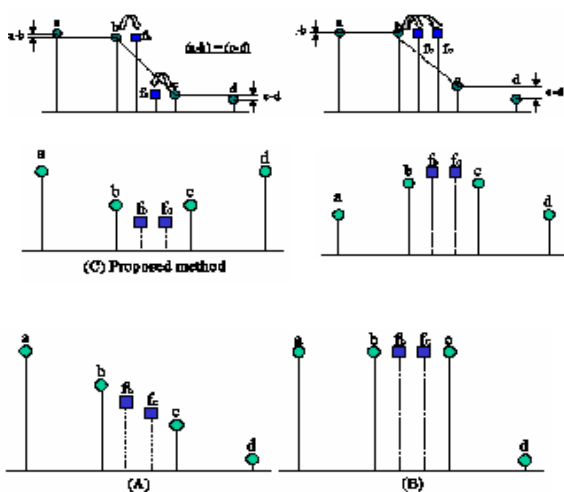 a b fb
a-b
(a-b) = (c-d)
fc c d
c-d
a b
-b
fb fc
c d
c-d
a b fb fc c d
a b fb fc c d
(C) Proposed method
a b fb fc c d
(A)
a b fb fc c d
(B)